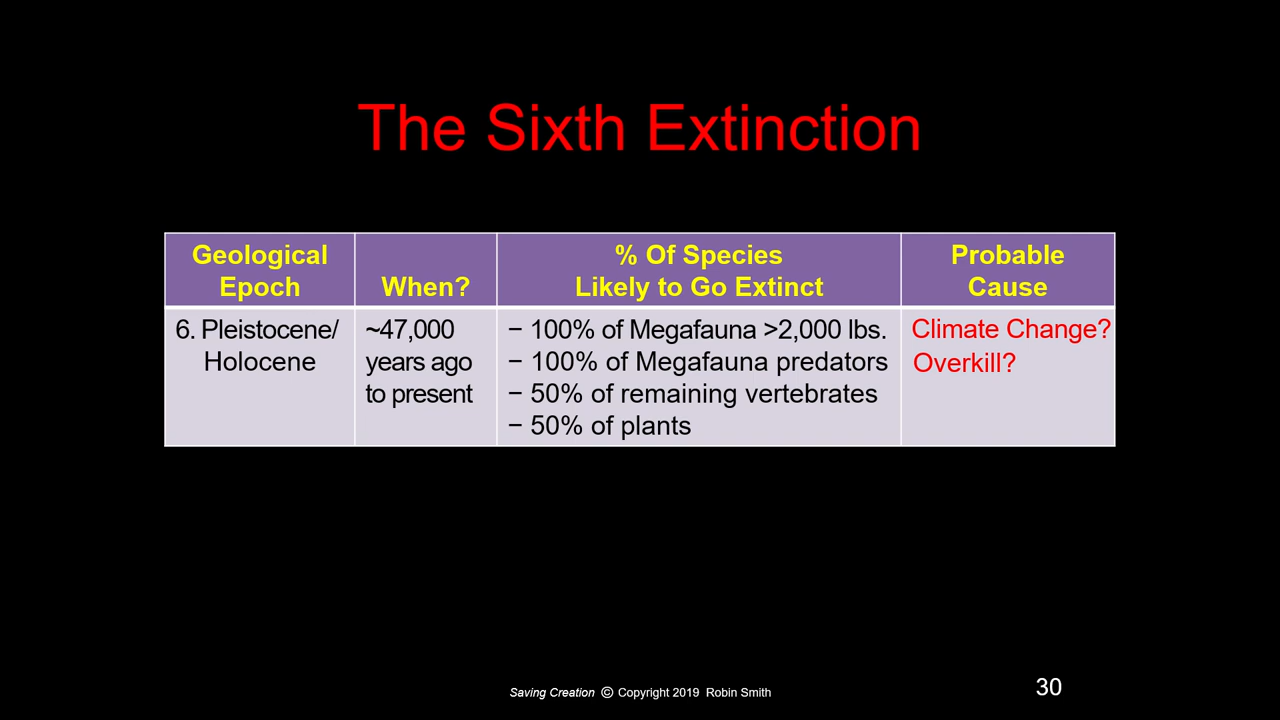 The Sixth Extinction
Geological
Epoch
When?
% Of Species
Likely to Go Extinct
Probable
Cause
6. Pleistocene/
Holocene
~47,000
years ago
to present
− 100% of Megafauna >2,000 lbs.
− 100% of Megafauna predators
− 50% of remaining vertebrates
− 50% of plants
Climate Change?
Overkill?
Saving Creation © Copyright 2019 Robin Smith
30